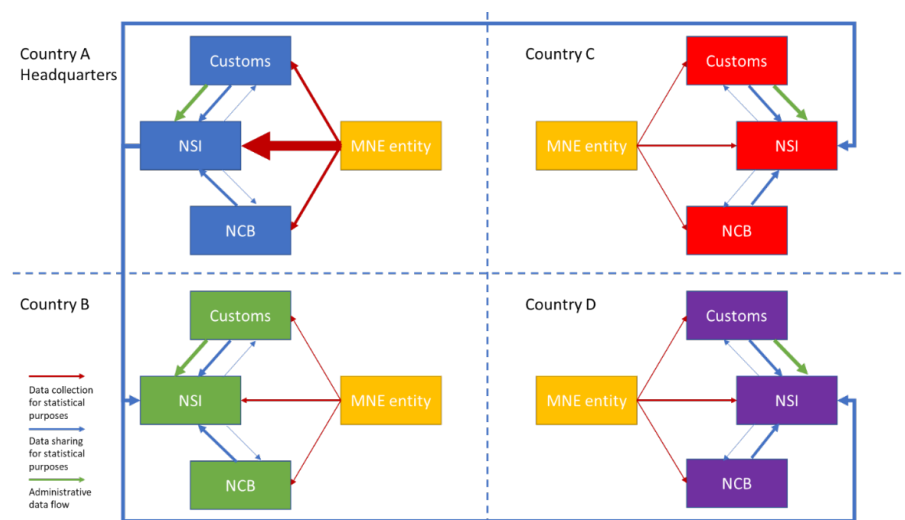 Country A
Headquarters
Customs
NSI
MNE entity
NCB
Country C
Customs
MNE entity
NSI
NCB
Country B
Customs
NSI
MNE entity
NCB
Data collection
for statistical
purposes
Data sharing
for statistical
purposes
Administrative
data flow
Country D
Customs
MNE entity
NSI
NCB